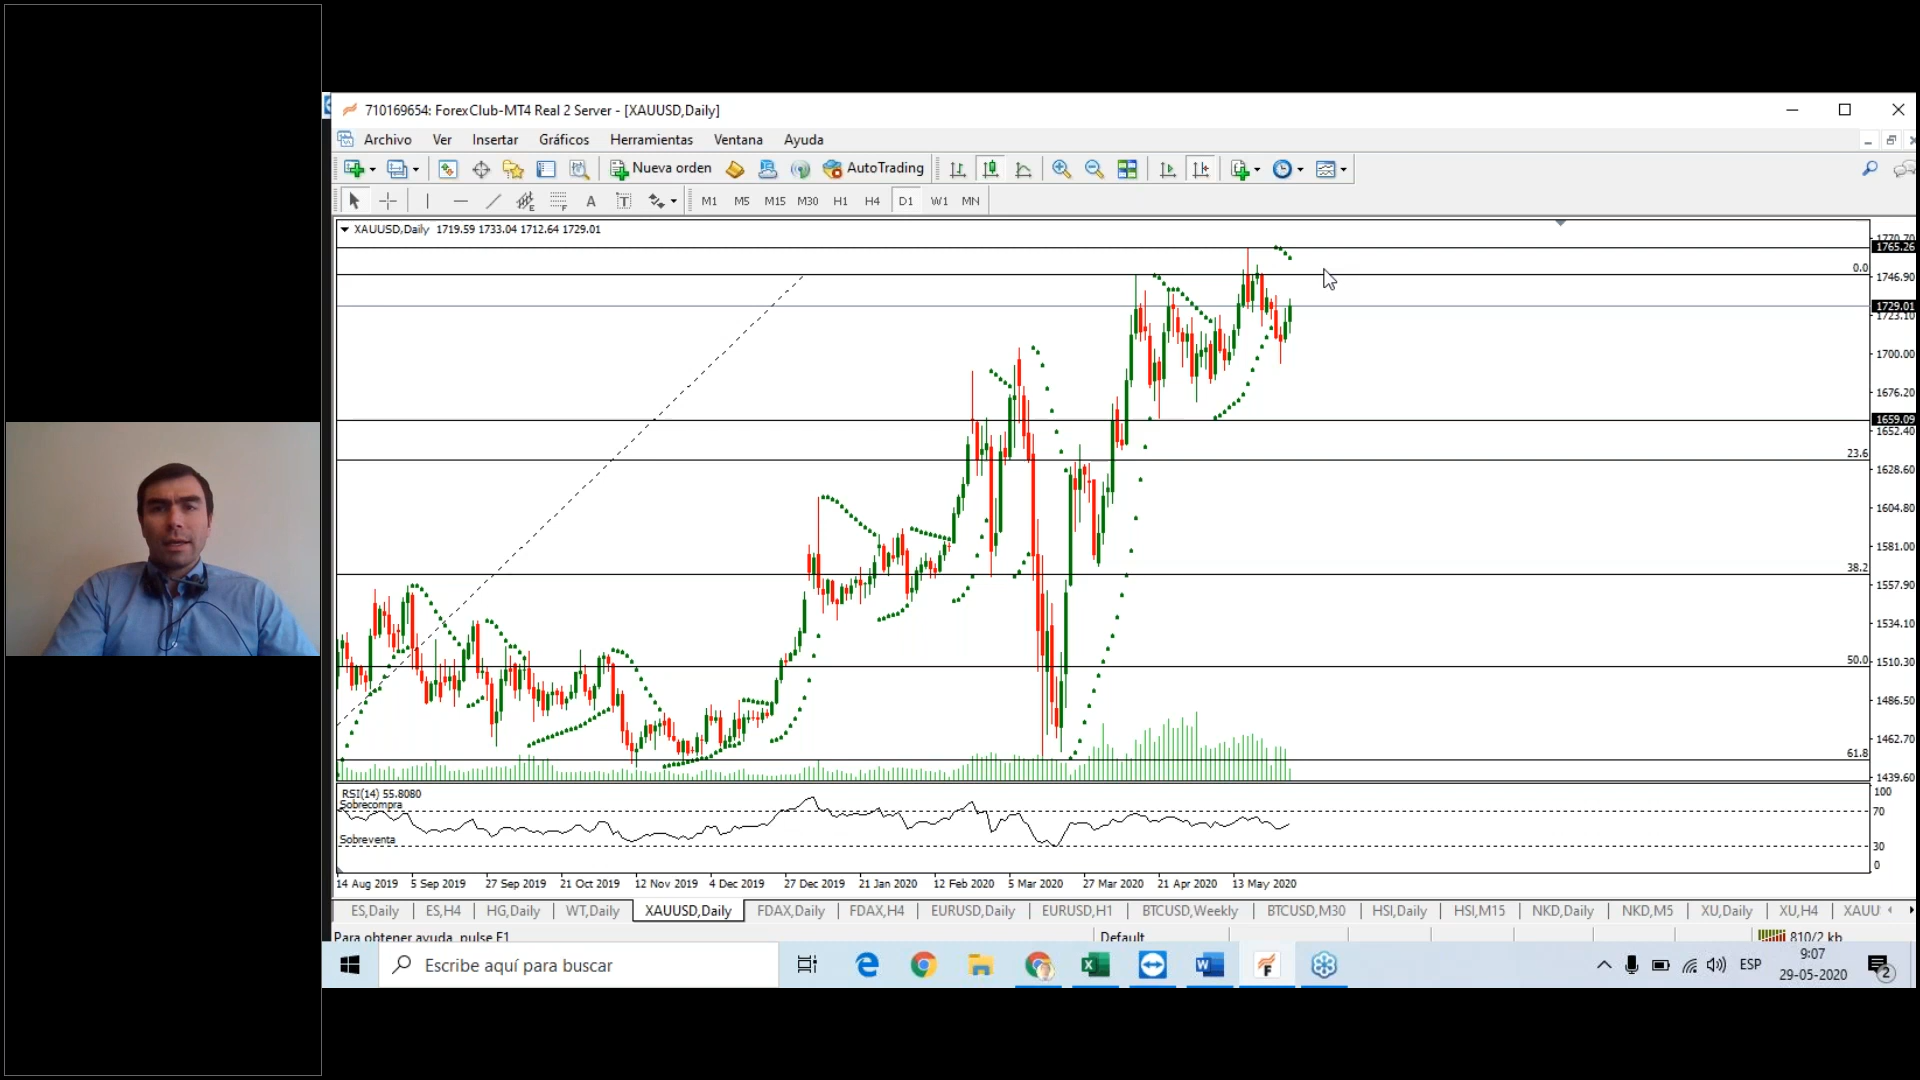 710169654: ForexClub-MT4 Real 2 Server - [XAUUSD,Daily]
Archivo Ver Insertar Gráficos Herramientas Ventana Ayuda
Nueva orden AutoTrading
A T M1 M5 M15 M30 H1 H4 D1 W1 MN
XAUUSD,Daily 1719.59 1733.04 1712.64 1729.01
1770.70
1765.26
0.0
1746.90
1729.01
1723.10
1700.00
1676.20
1659.09
1652.40
23.6
1628.60
1604.80
1581.00
38.2
1557.90
1534.10
50.0
1510.30
1486.50
1462.70
61.8
1439.60
RSI(14) 55.8080
100
Sobrecompra
70
Sobreventa
30
0
14 Aug 2019 5 Sep 2019 27 Sep 2019 21 Oct 2019 12 Nov 2019 4 Dec 2019 27 Dec 2019 21 Jan 2020 12 Feb 2020 5 Mar 2020 27 Mar 2020 21 Apr 2020 13 May 2020
ES,Daily ES,H4 HG,Daily WT,Daily XAUUSD,Daily FDAX,Daily FDAX,H4 EURUSD,Daily EURUSD,H1 BTCUSD,Weekly BTCUSD,M30 HSI,Daily HSI,M15 NKD,Daily NKD,M5 XU,Daily XU,H4 XAUU
Para obtener ayuda, pulse F1 Default 810/2 kb
Escribe aquí para buscar
ESP
9:07
29-05-2020
2